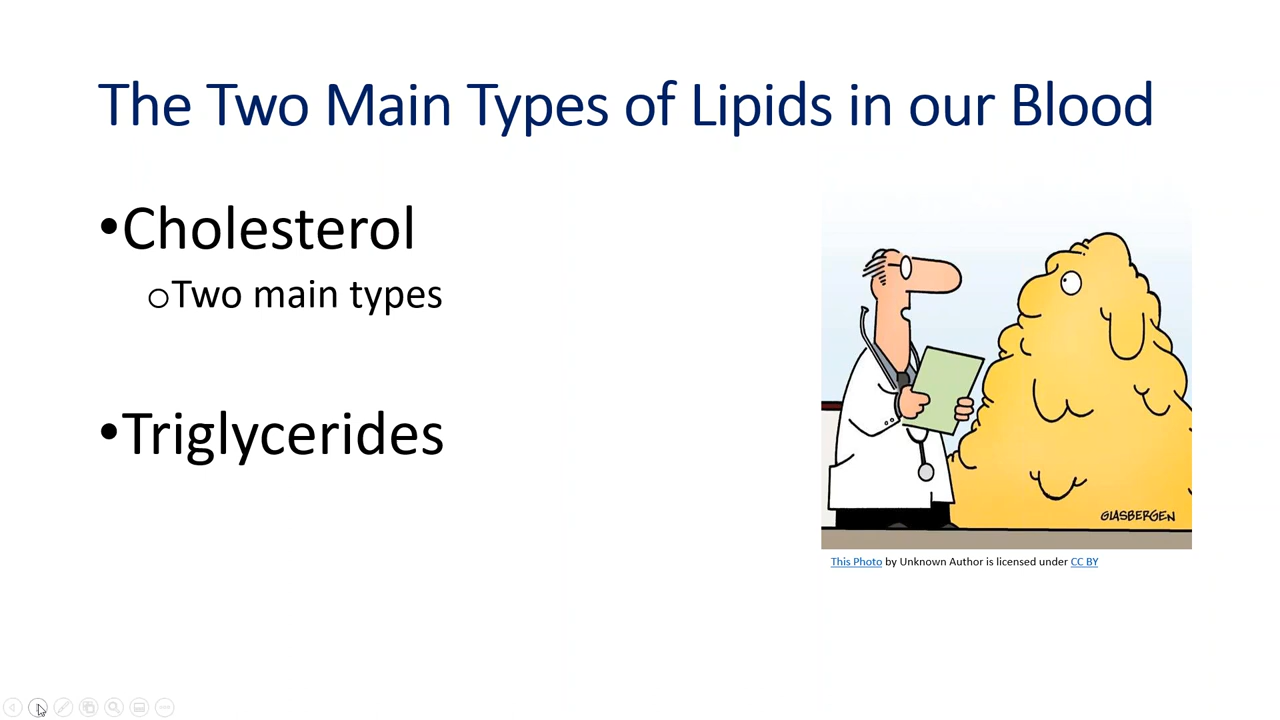 The Two Main Types of Lipids in our Blood
•Cholesterol
oTwo main types
•Triglycerides
GLASBERGEN
This Photo by Unknown Author is licensed under CC BY